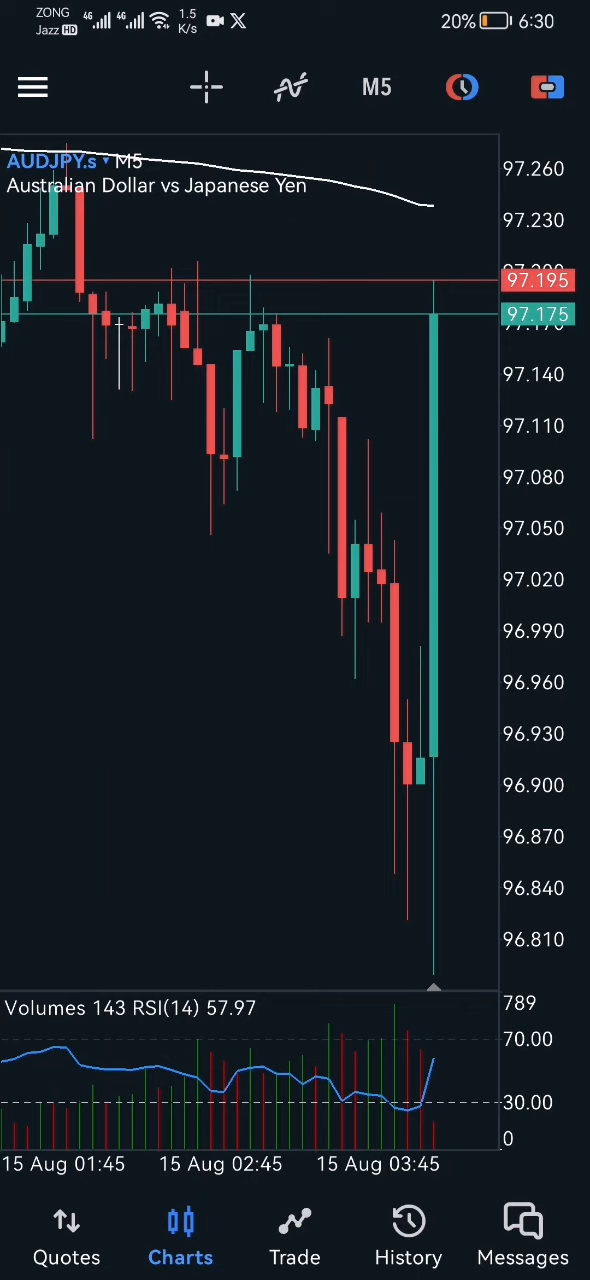 ZONG 4G 4G 1.5 20% 6:30
Jazz HD K/s
M5
AUDJPY.s M5
Australian Dollar vs Japanese Yen
97.260
97.230
97.195
97.175
97.140
97.110
97.080
97.050
97.020
96.990
96.960
96.930
96.900
96.870
96.840
96.810
Volumes 143 RSI(14) 57.97
789
70.00
30.00
0
15 Aug 01:45 15 Aug 02:45 15 Aug 03:45
Quotes Charts Trade History Messages